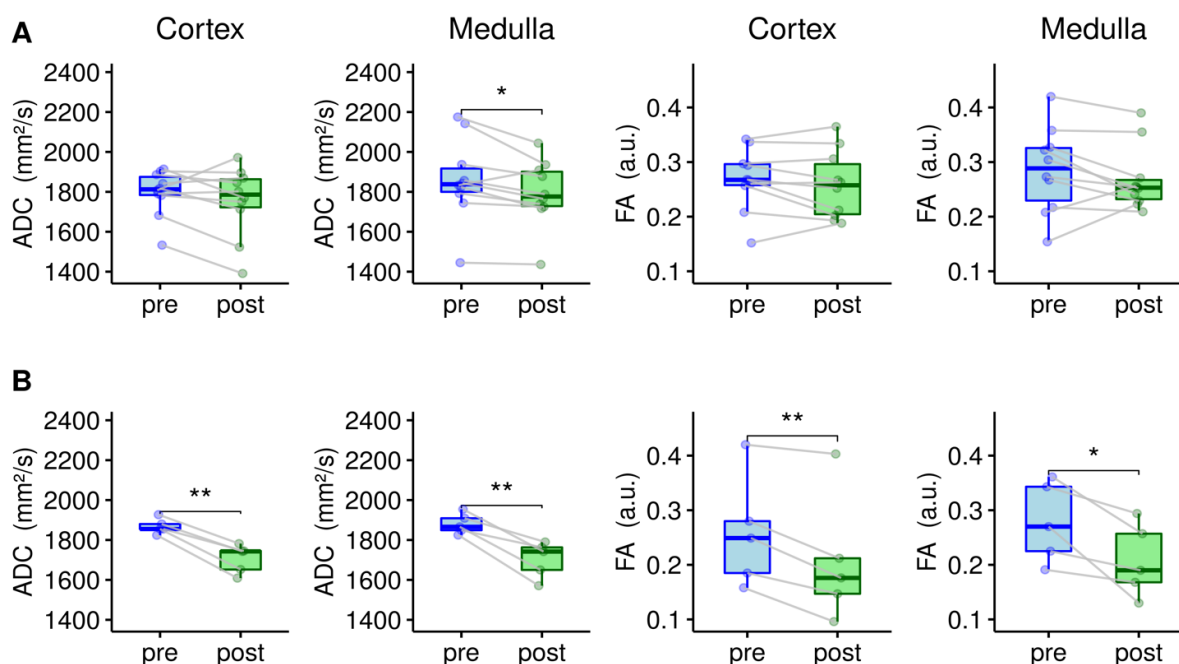 A
Cortex
Medulla
Cortex
Medulla
ADC (mm²/s)
2400
2200
2000
1800
1600
1400
pre post
ADC (mm²/s)
2400
2200
2000
1800
1600
1400
*
pre post
FA (a.u.)
0.4
0.3
0.2
0.1
pre post
FA (a.u.)
0.4
0.3
0.2
0.1
pre post
B
ADC (mm²/s)
2400
2200
2000
1800
1600
1400
**
pre post
ADC (mm²/s)
2400
2200
2000
1800
1600
1400
**
pre post
FA (a.u.)
0.4
0.3
0.2
0.1
**
pre post
FA (a.u.)
0.4
0.3
0.2
0.1
*
pre post